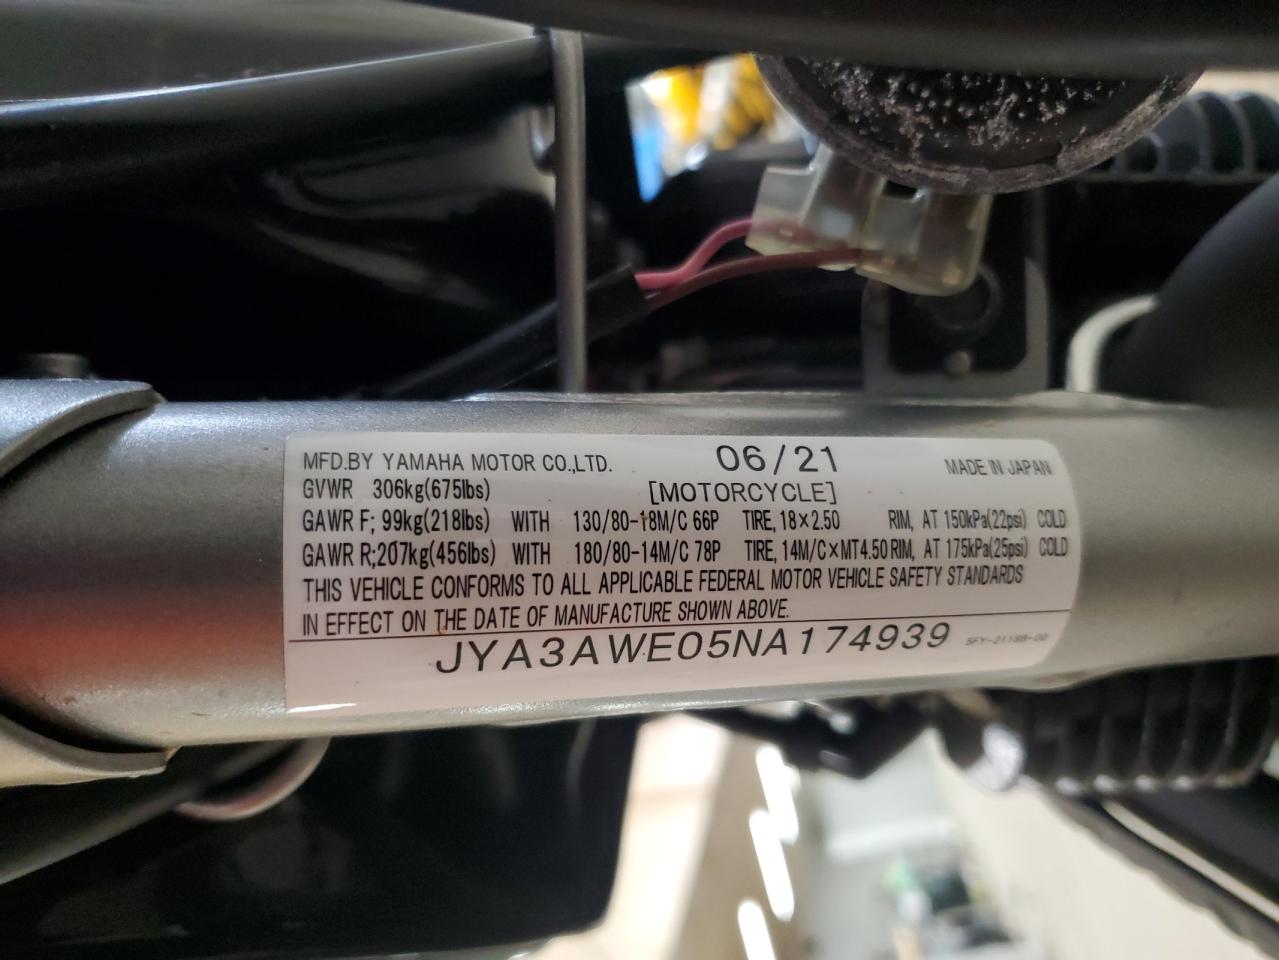 MFD.BY YAMAHA MOTOR CO.,LTD. 06/21 MADE IN JAPAN
GVWR 306kg(675lbs) [MOTORCYCLE]
GAWR F; 99kg(218lbs) WITH 130/80-18M/C 66P TIRE, 18×2.50 RIM, AT 150kPa(22psi) COLD
GAWR R;207kg(456lbs) WITH 180/80-14M/C 78P TIRE, 14M/C×MT4.50 RIM, AT 175kPa(25psi) COLD
THIS VEHICLE CONFORMS TO ALL APPLICABLE FEDERAL MOTOR VEHICLE SAFETY STANDARDS
IN EFFECT ON THE DATE OF MANUFACTURE SHOWN ABOVE.
JYA3AWE05NA174939